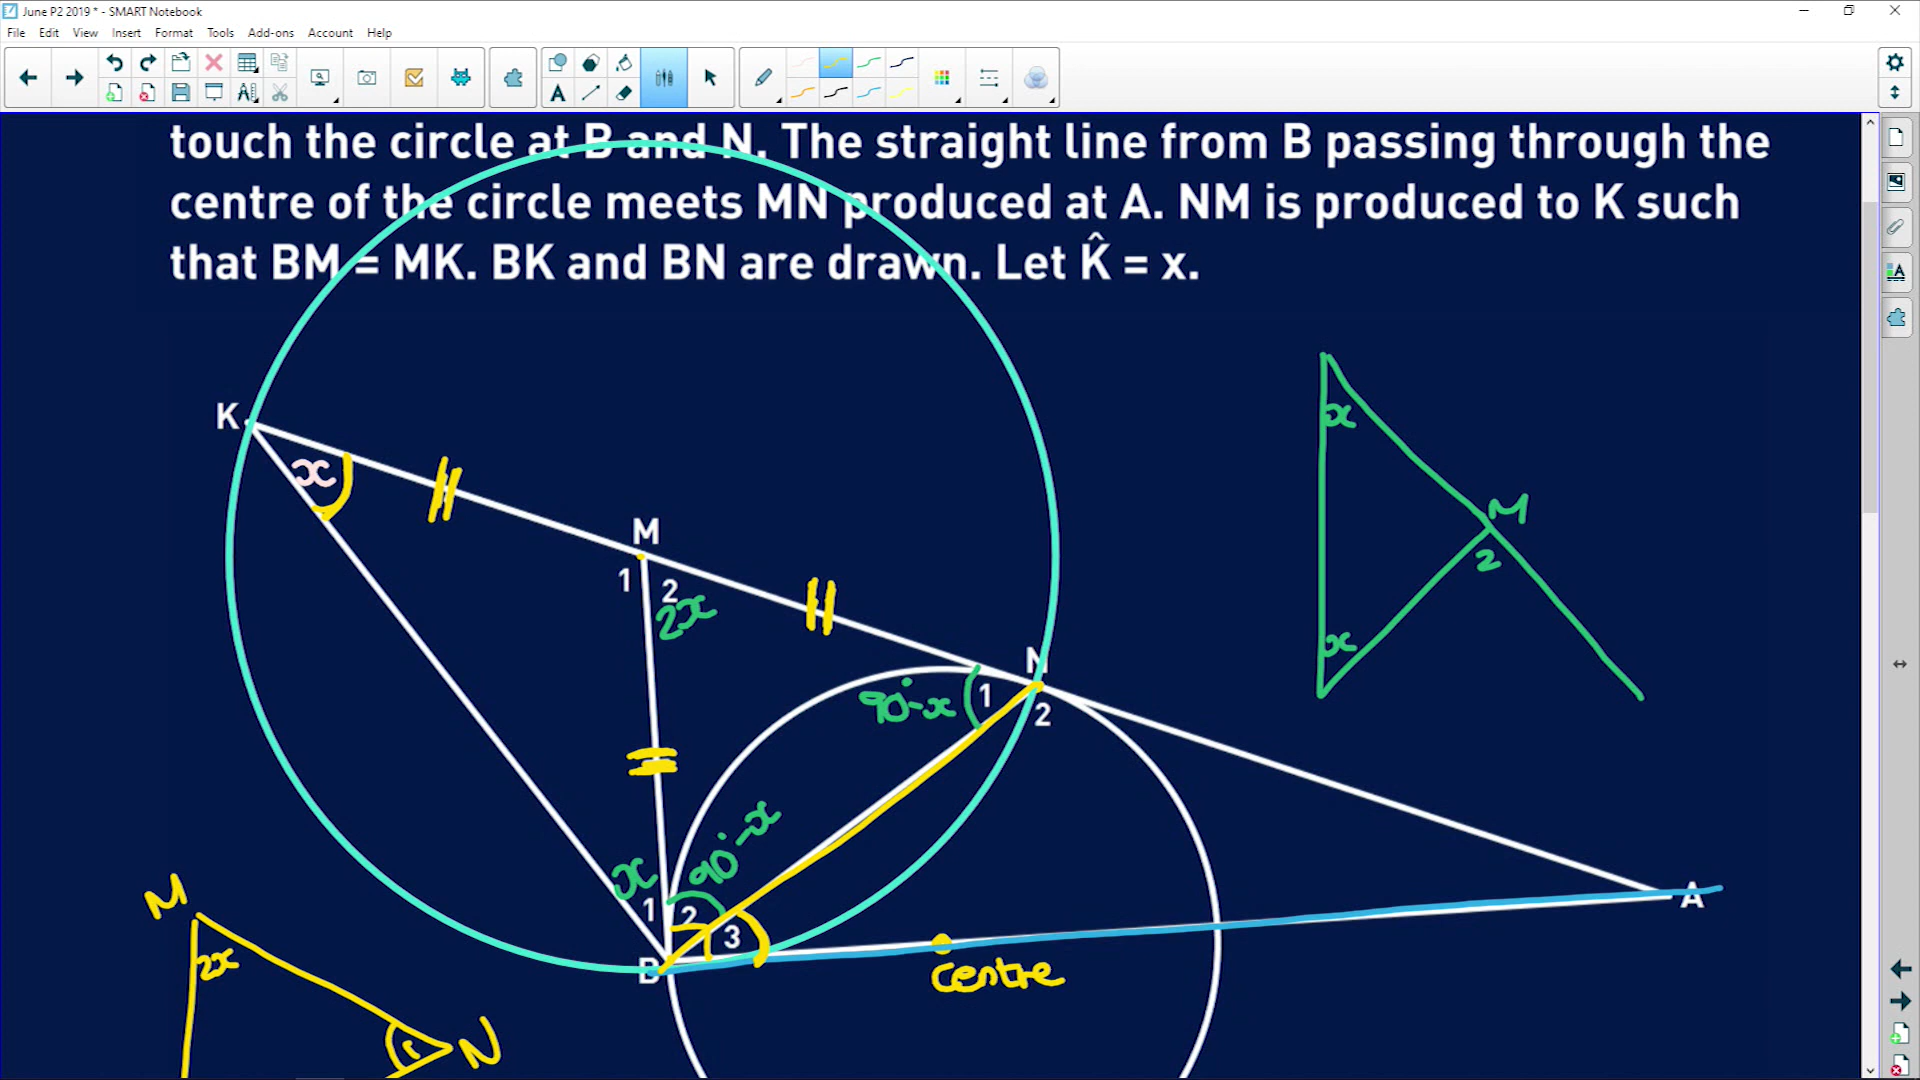 June P2 2019 * - SMART Notebook
File Edit View Insert Format Tools Add-ons Account Help
touch the circle at B and N. The straight line from B passing through the
centre of the circle meets MN produced at A. NM is produced to K such
that BM = MK. BK and BN are drawn. Let K̂ = x.
K
x
M
1 2
2x
N
90°-x 1
2
x
M
2
x
x 90°-x
1 2
3
B
centre
A
M
2x
1 N